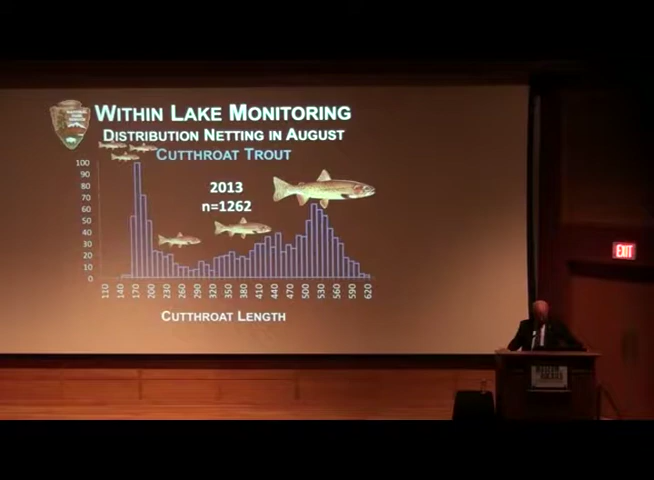 WITHIN LAKE MONITORING
DISTRIBUTION NETTING IN AUGUST
CUTTHROAT TROUT
2013
n=1262
100
90
80
70
60
50
40
30
20
10
0
110 140 170 200 230 260 290 320 350 380 410 440 470 500 530 560 590 620
CUTTHROAT LENGTH
EXIT